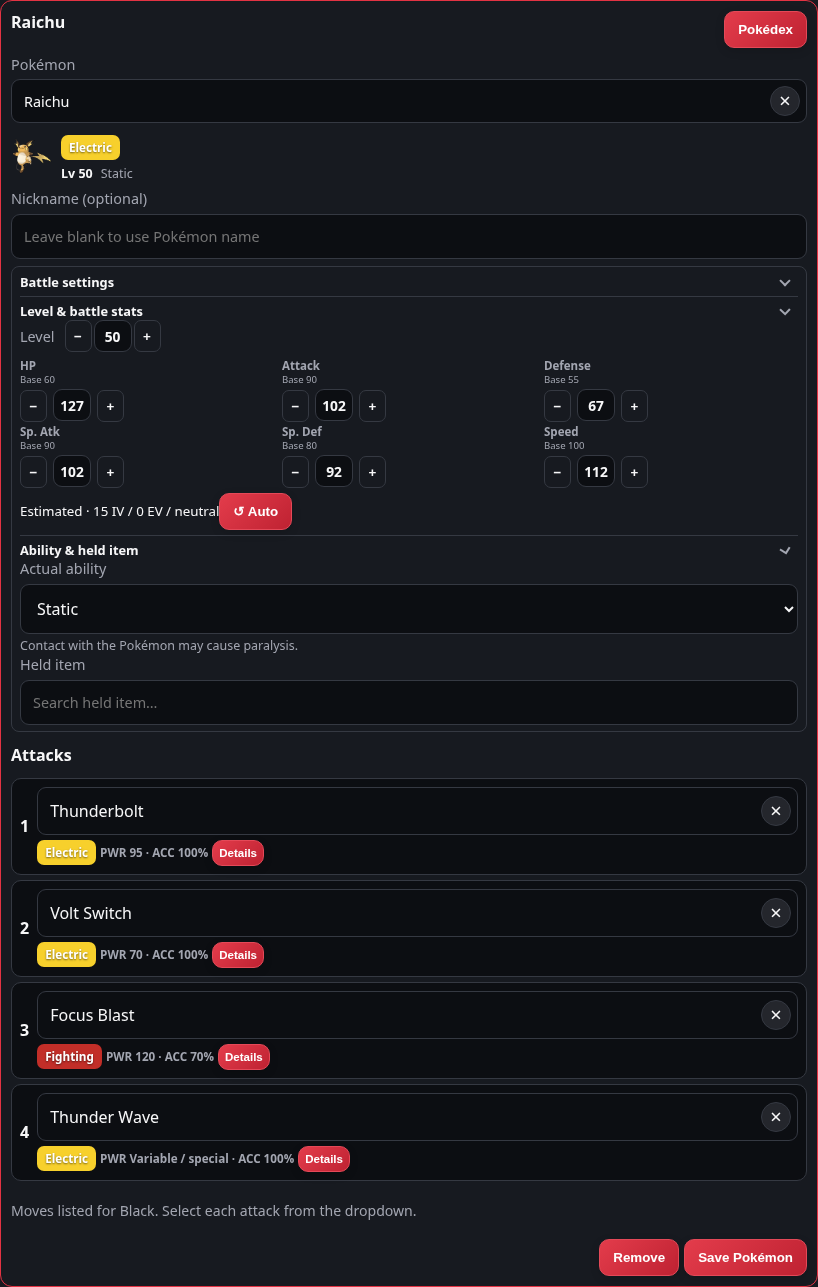 Raichu
Pokédex
Pokémon
Raichu
Electric
Lv 50 Static
Nickname (optional)
Leave blank to use Pokémon name
Battle settings
Level & battle stats
Level − 50 +
HP Attack Defense
Base 60 Base 90 Base 55
− 127 + − 102 + − 67 +
Sp. Atk Sp. Def Speed
Base 90 Base 80 Base 100
− 102 + − 92 + − 112 +
Estimated · 15 IV / 0 EV / neutral ↺ Auto
Ability & held item
Actual ability
Static
Contact with the Pokémon may cause paralysis.
Held item
Search held item...
Attacks
1 Thunderbolt ✕
Electric PWR 95 · ACC 100% Details
2 Volt Switch ✕
Electric PWR 70 · ACC 100% Details
3 Focus Blast ✕
Fighting PWR 120 · ACC 70% Details
4 Thunder Wave ✕
Electric PWR Variable / special · ACC 100% Details
Moves listed for Black. Select each attack from the dropdown.
Remove Save Pokémon